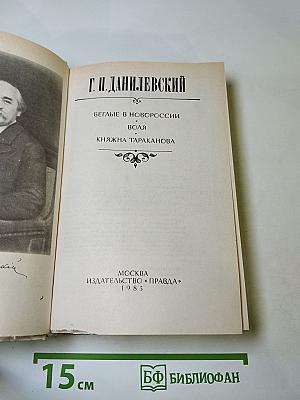 Г. П. ДАНИЛЕВСКИЙ
БЕГЛЫЕ В НОВОРОССИИ
ВОЛЯ
КНЯЖНА ТАРАКАНОВА
МОСКВА
ИЗДАТЕЛЬСТВО «ПРАВДА»
1983
15 см
БФ БИБЛИОФАН